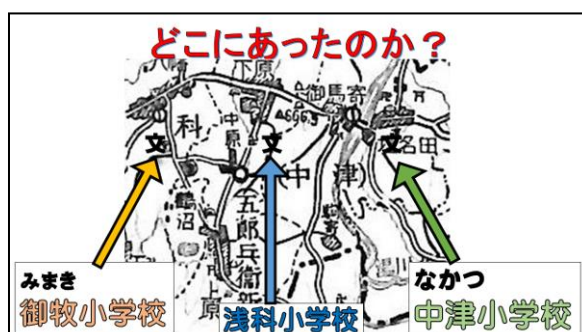 どこにあったのか？
下原
御馬寄
666
科
中原
文
文
文
名田
(中津)
鶴沼
(五郎兵衛新
上原
みまき
御牧小学校
浅科小学校
なかつ
中津小学校